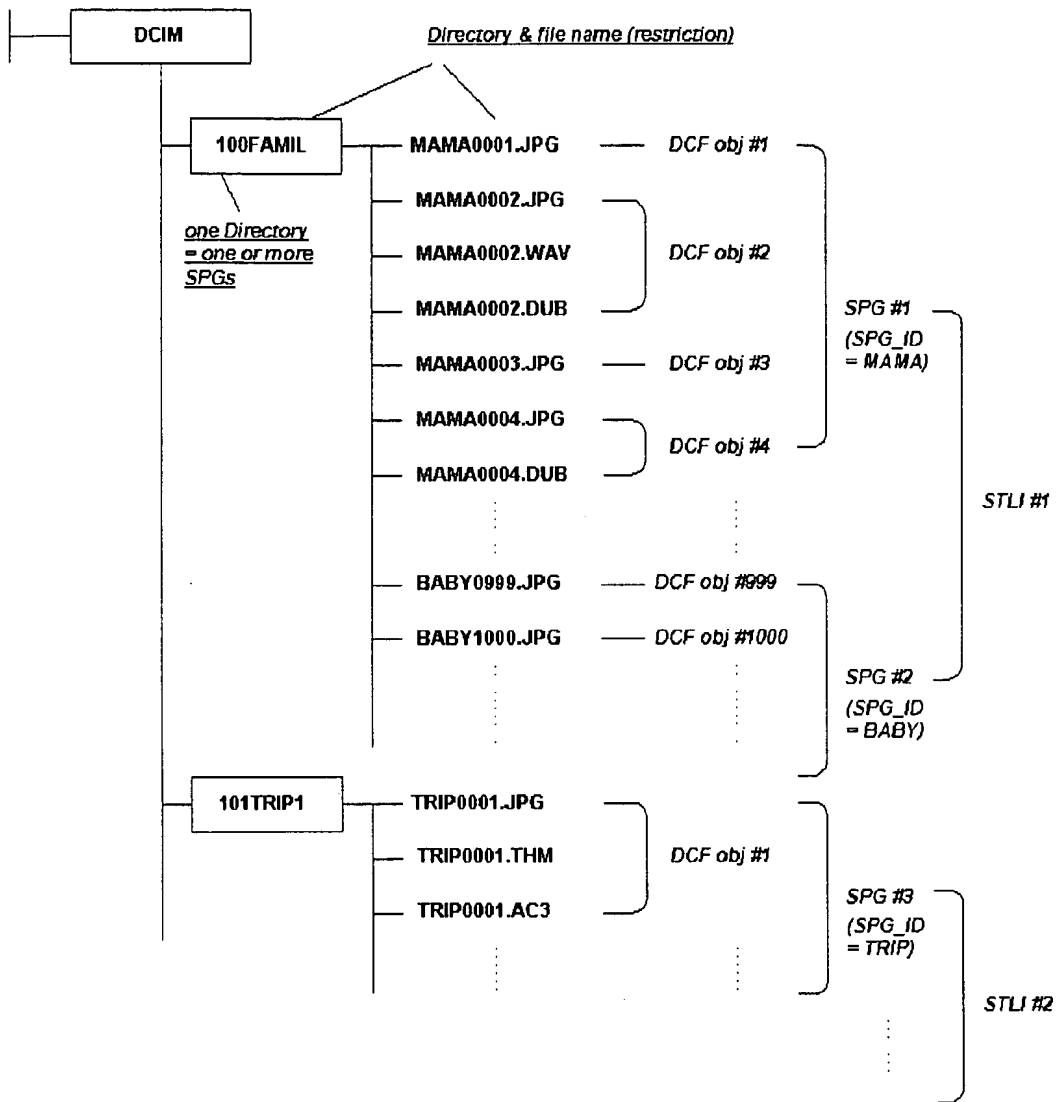 DCIM
Directory & file name (restriction)
100FAMIL
MAMA0001.JPG
DCF obj #1
MAMA0002.JPG
one Directory
= one or more
SPGs
MAMA0002.WAV
DCF obj #2
MAMA0002.DUB
SPG #1
(SPG_ID
= MAMA)
MAMA0003.JPG
DCF obj #3
MAMA0004.JPG
DCF obj #4
MAMA0004.DUB
STLI #1
BABY0999.JPG
DCF obj #999
BABY1000.JPG
DCF obj #1000
SPG #2
(SPG_ID
= BABY)
101TRIP1
TRIP0001.JPG
TRIP0001.THM
DCF obj #1
TRIP0001.AC3
SPG #3
(SPG_ID
= TRIP)
STLI #2